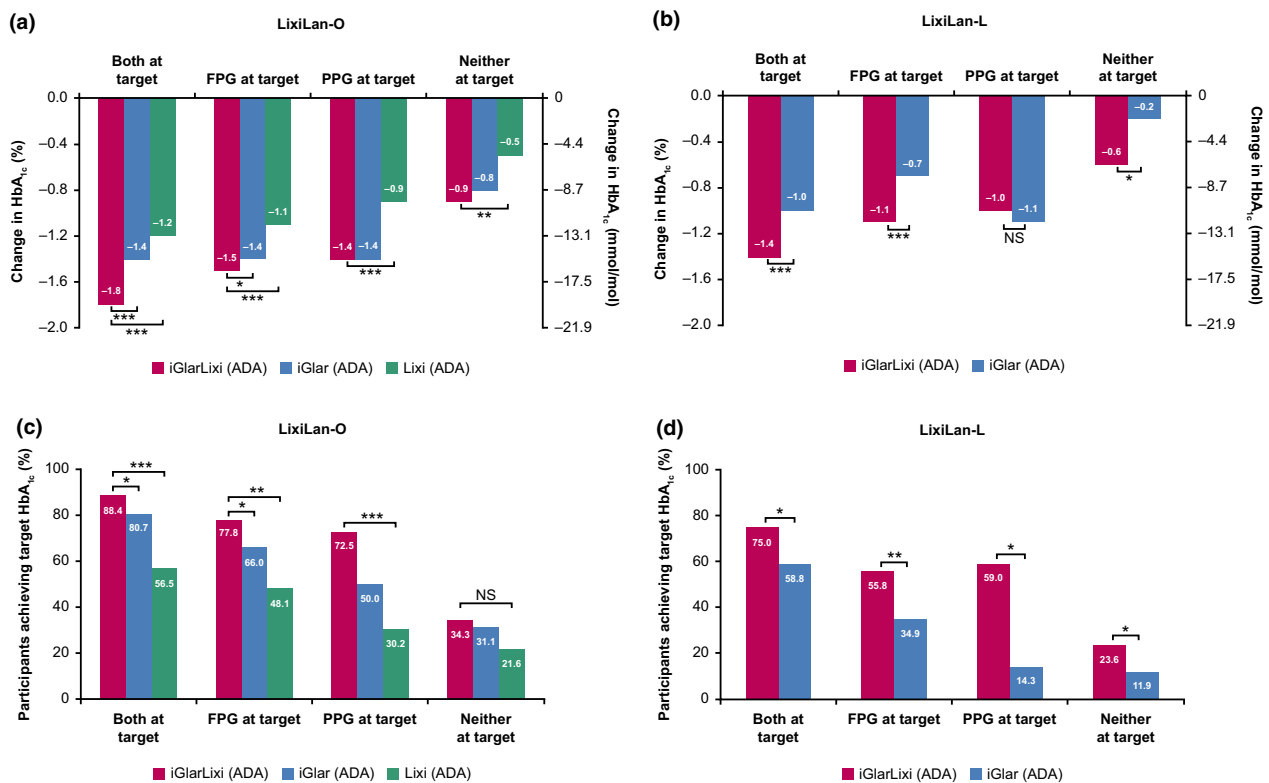 (a)
LixiLan-O
Both at
target
FPG at target
PPG at target
Neither
at target
Change in HbA1c (%)
0.0
–0.4
–0.8
–1.2
–1.6
–2.0
–1.8
–1.4
–1.2
–1.5
–1.4
–1.1
–1.4
–1.4
–0.9
–0.9
–0.8
–0.5
***
***
*
***
***
**
0
–4.4
–8.7
–13.1
–17.5
–21.9
Change in HbA1c (mmol/mol)
iGlarLixi (ADA) iGlar (ADA) Lixi (ADA)
(b)
LixiLan-L
Both at
target
FPG at target
PPG at target
Neither
at target
Change in HbA1c (%)
0.0
–0.4
–0.8
–1.2
–1.6
–2.0
–1.4
–1.0
–1.1
–0.7
–1.0
–1.1
–0.6
–0.2
***
***
NS
*
0
–4.4
–8.7
–13.1
–17.5
–21.9
Change in HbA1c (mmol/mol)
iGlarLixi (ADA) iGlar (ADA)
(c)
LixiLan-O
Participants achieving target HbA1c (%)
100
80
60
40
20
0
***
*
88.4
80.7
56.5
**
*
77.8
66.0
48.1
***
72.5
50.0
30.2
NS
34.3
31.1
21.6
Both at
target
FPG at target
PPG at target
Neither
at target
iGlarLixi (ADA) iGlar (ADA) Lixi (ADA)
(d)
LixiLan-L
Participants achieving target HbA1c (%)
100
80
60
40
20
0
*
75.0
58.8
**
55.8
34.9
*
59.0
14.3
*
23.6
11.9
Both at
target
FPG at target
PPG at target
Neither
at target
iGlarLixi (ADA) iGlar (ADA)